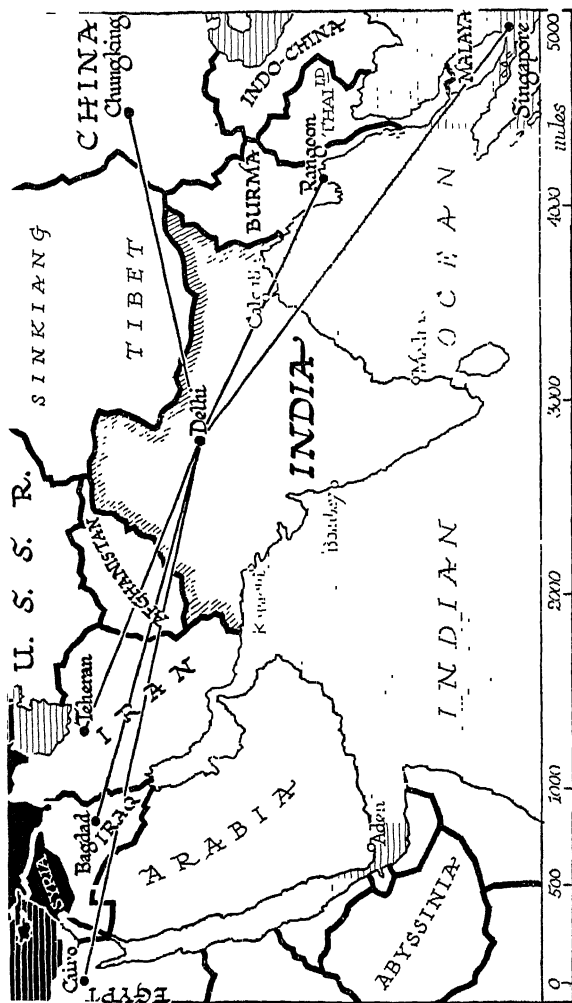 U. S. S. R.
SINKIANG
CHINA
Chungking
TIBET
SYRIA
Cairo
EGYPT
Bagdad
IRAQ
Teheran
IRAN
AFGHANISTAN
Delhi
INDIA
BURMA
Rangoon
INDO-CHINA
THAILD
MALAYA
Singapore
ARABIA
Aden
ABYSSINIA
INDIAN
OCEAN
0
500
1000
2000
3000
4000
miles
5000